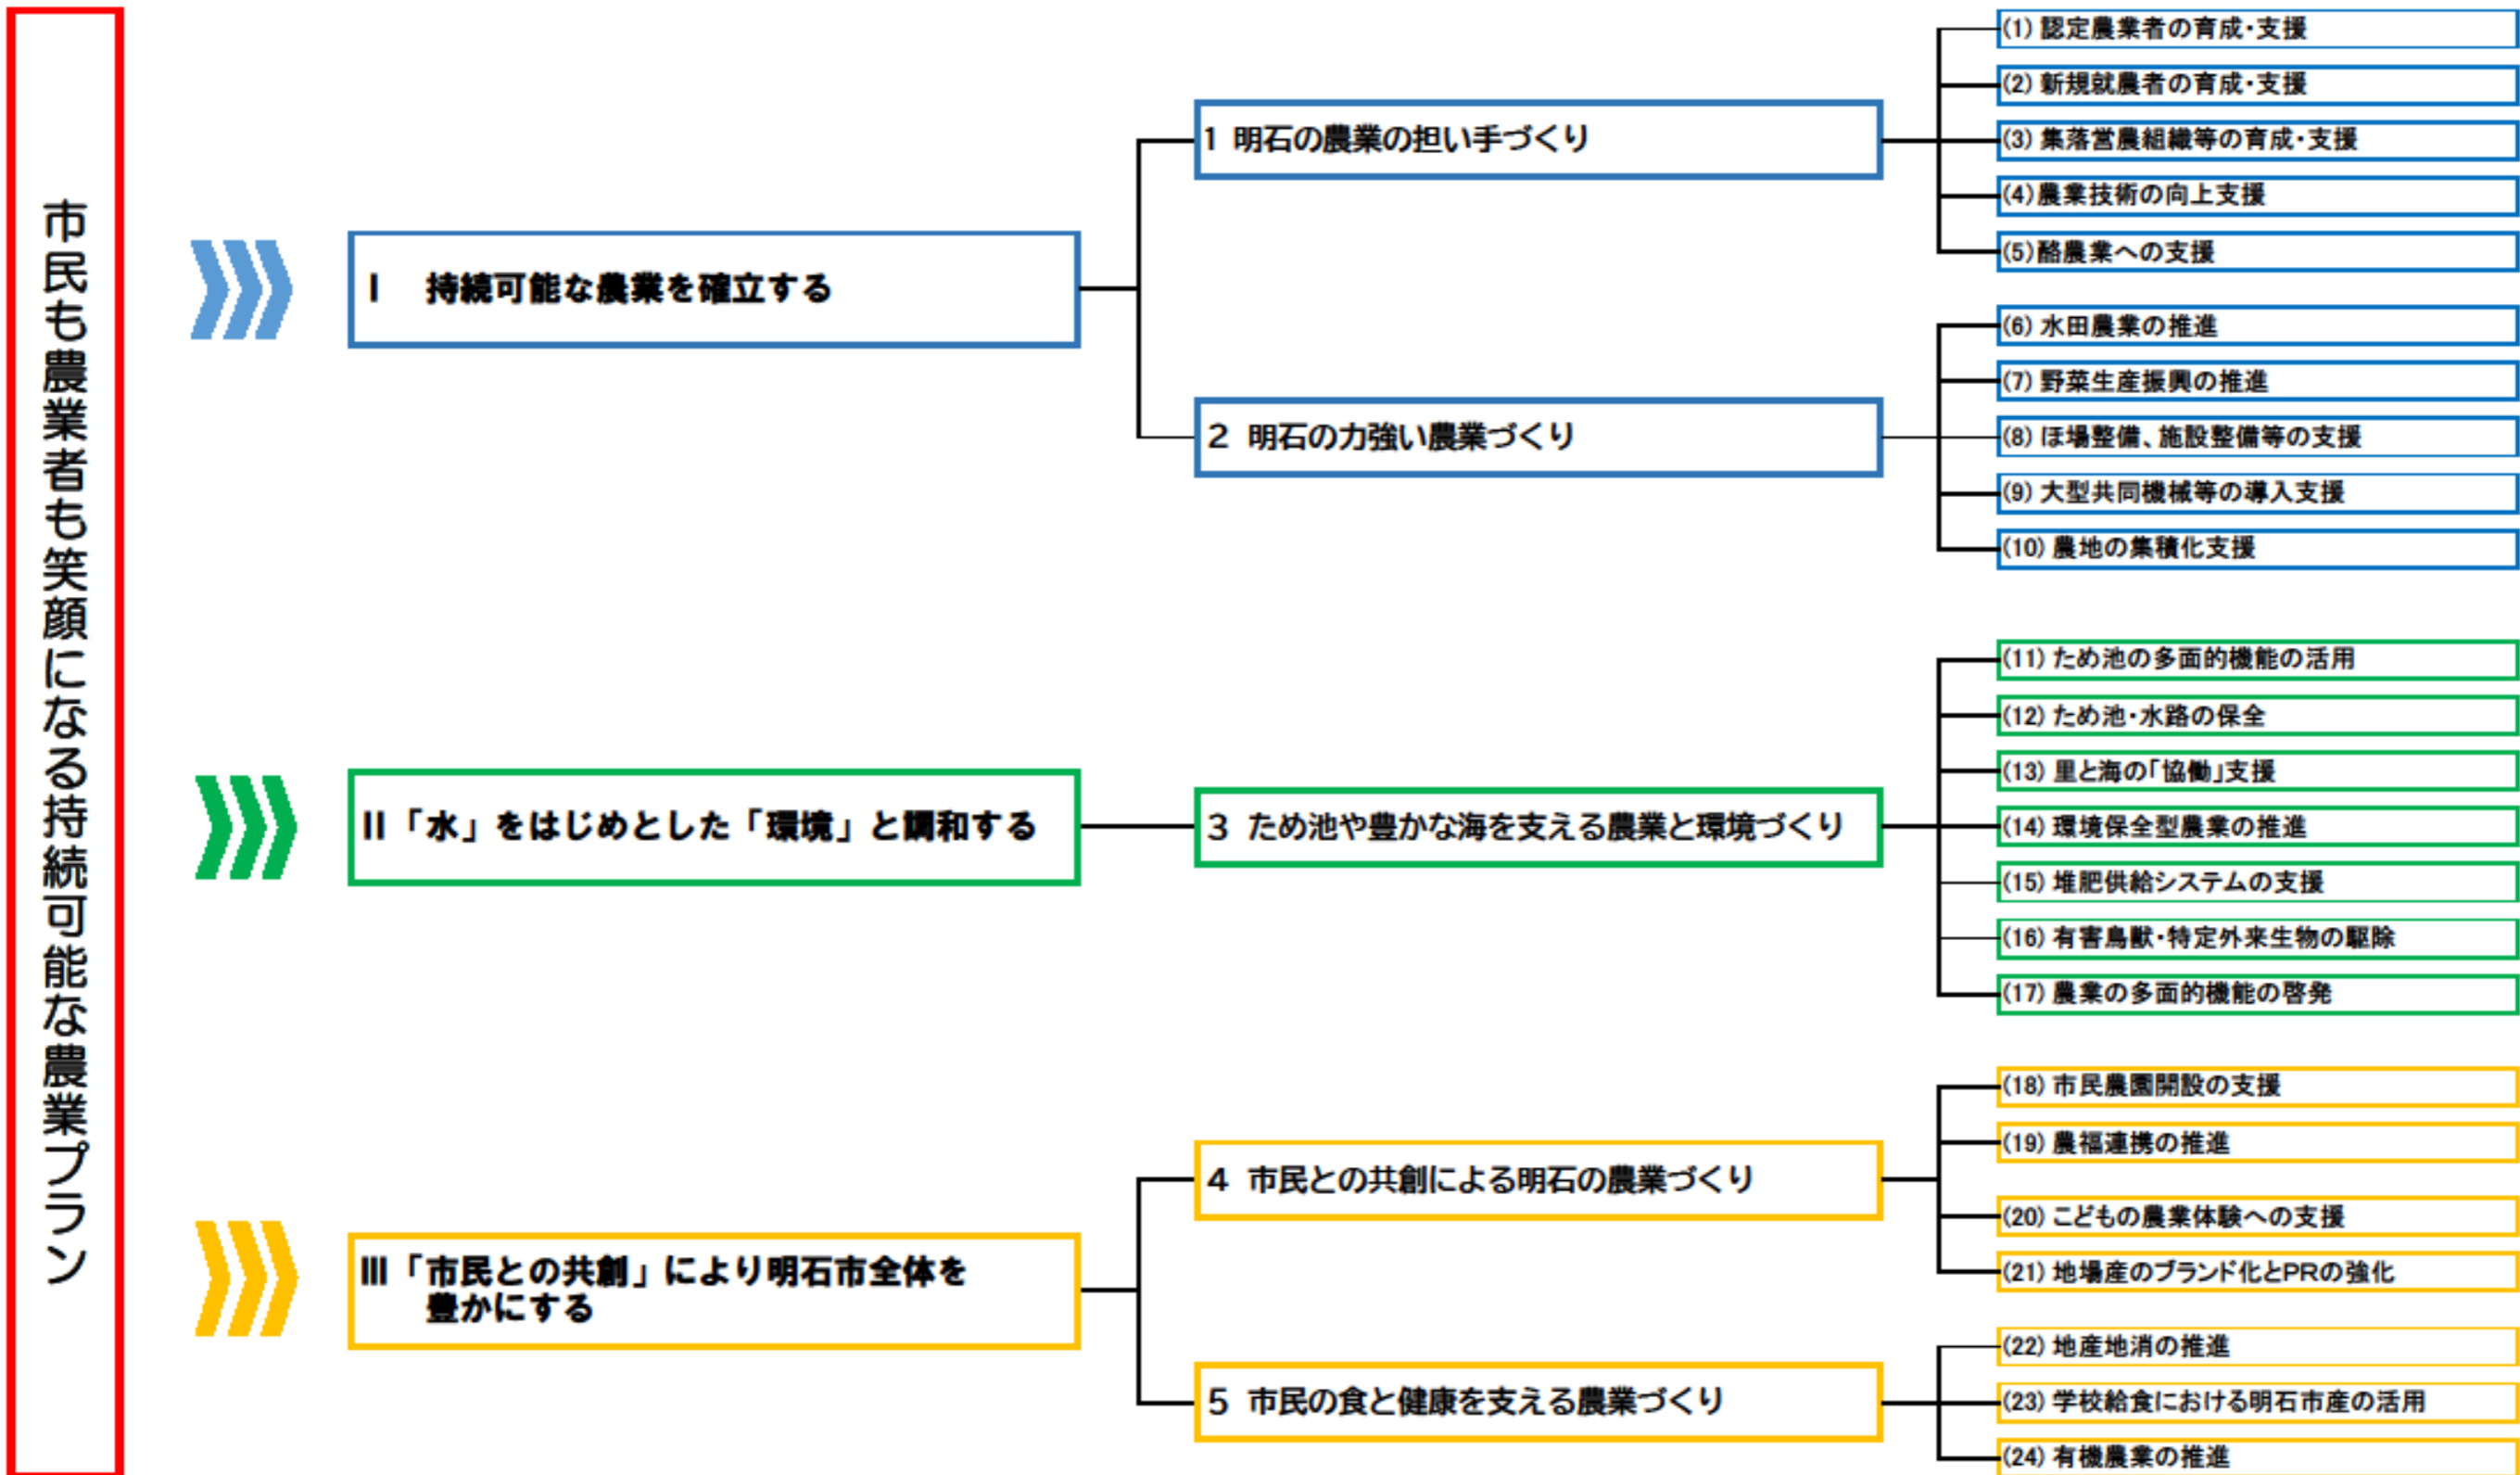 市民も農業者も笑顔になる持続可能な農業プラン
Ⅰ 持続可能な農業を確立する
1 明石の農業の担い手づくり
(1) 認定農業者の育成・支援
(2) 新規就農者の育成・支援
(3) 集落営農組織等の育成・支援
(4)農業技術の向上支援
(5)酪農業への支援
2 明石の力強い農業づくり
(6) 水田農業の推進
(7) 野菜生産振興の推進
(8) ほ場整備、施設整備等の支援
(9) 大型共同機械等の導入支援
(10) 農地の集積化支援
Ⅱ「水」をはじめとした「環境」と調和する
3 ため池や豊かな海を支える農業と環境づくり
(11) ため池の多面的機能の活用
(12) ため池・水路の保全
(13) 里と海の「協働」支援
(14) 環境保全型農業の推進
(15) 堆肥供給システムの支援
(16) 有害鳥獣・特定外来生物の駆除
(17) 農業の多面的機能の啓発
Ⅲ「市民との共創」により明石市全体を
豊かにする
4 市民との共創による明石の農業づくり
(18) 市民農園開設の支援
(19) 農福連携の推進
(20) こどもの農業体験への支援
(21) 地場産のブランド化とPRの強化
5 市民の食と健康を支える農業づくり
(22) 地産地消の推進
(23) 学校給食における明石市産の活用
(24) 有機農業の推進